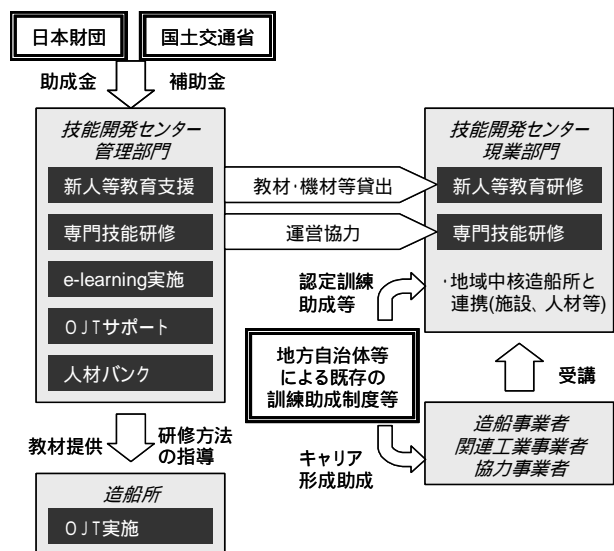 日本財団
国土交通省
助成金
補助金
技能開発センター
管理部門
新人等教育支援
専門技能研修
e-learning実施
OJTサポート
人材バンク
教材・機材等貸出
運営協力
技能開発センター
現業部門
新人等教育研修
専門技能研修
・地域中核造船所と
連携(施設、人材等)
認定訓練
助成等
地方自治体等
による既存の
訓練助成制度等
キャリア
形成助成
受講
造船事業者
関連工業事業者
協力事業者
教材提供
研修方法
の指導
造船所
OJT実施